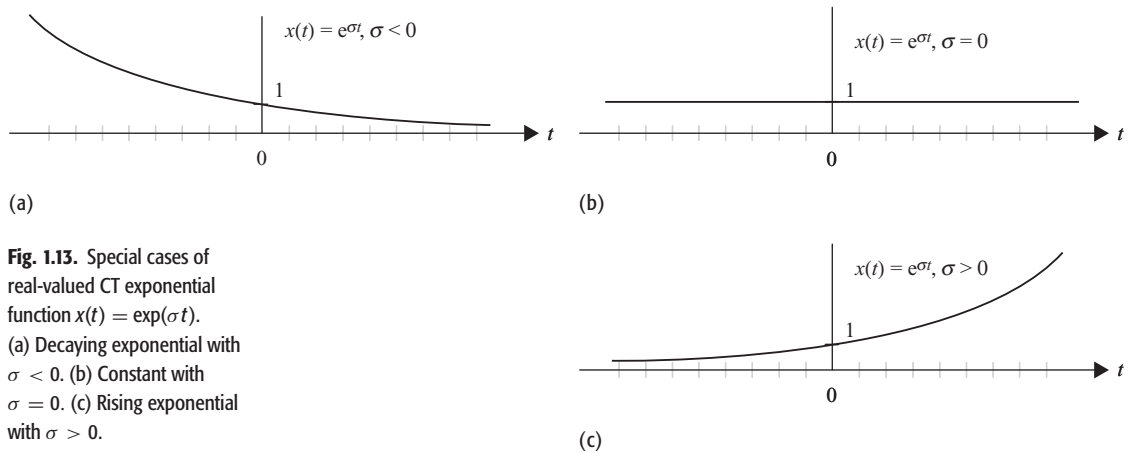 x(t) = e^σt, σ < 0
1
t
0
(a)
x(t) = e^σt, σ = 0
1
t
0
(b)
Fig. 1.13. Special cases of
real-valued CT exponential
function x(t) = exp(σt).
(a) Decaying exponential with
σ < 0. (b) Constant with
σ = 0. (c) Rising exponential
with σ > 0.
x(t) = e^σt, σ > 0
1
t
0
(c)